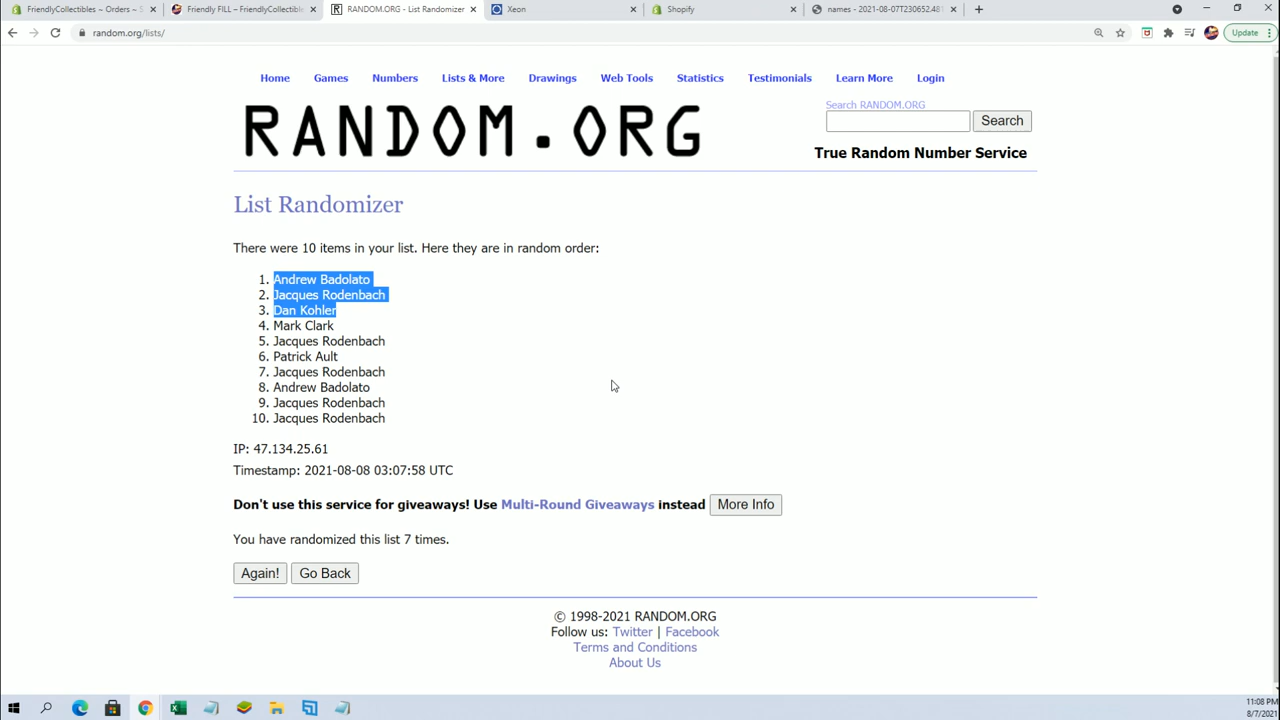 FriendlyCollectibles ~ Orders ~ S
Friendly FILL – FriendlyCollectible
RANDOM.ORG - List Randomizer
Xeon
Shopify
names - 2021-08-07T230652.481
random.org/lists/
Update
Home Games Numbers Lists & More Drawings Web Tools Statistics Testimonials Learn More Login
RANDOM.ORG
Search RANDOM.ORG
Search
True Random Number Service
List Randomizer
There were 10 items in your list. Here they are in random order:
1. Andrew Badolato
2. Jacques Rodenbach
3. Dan Kohler
4. Mark Clark
5. Jacques Rodenbach
6. Patrick Ault
7. Jacques Rodenbach
8. Andrew Badolato
9. Jacques Rodenbach
10. Jacques Rodenbach
IP: 47.134.25.61
Timestamp: 2021-08-08 03:07:58 UTC
Don't use this service for giveaways! Use Multi-Round Giveaways instead More Info
You have randomized this list 7 times.
Again! Go Back
© 1998-2021 RANDOM.ORG
Follow us: Twitter | Facebook
Terms and Conditions
About Us
11:08 PM
8/7/2021